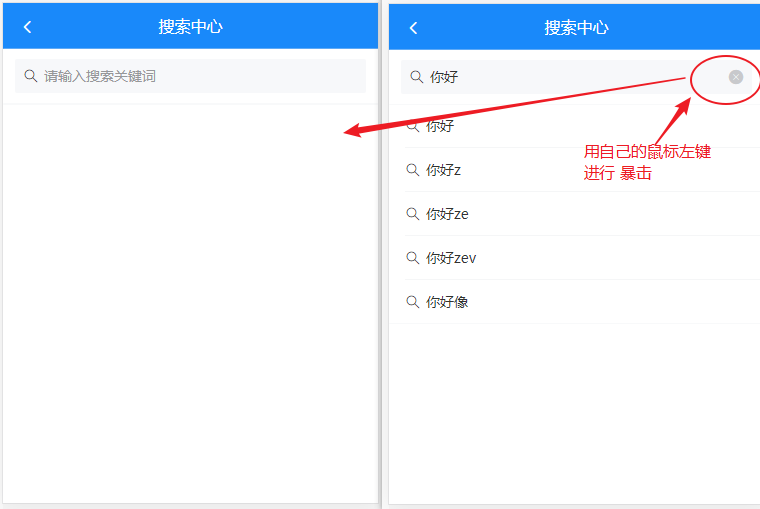 搜索中心
请输入搜索关键词
搜索中心
你好
你好
你好z
你好ze
你好zev
你好像
用自己的鼠标左键
进行 暴击